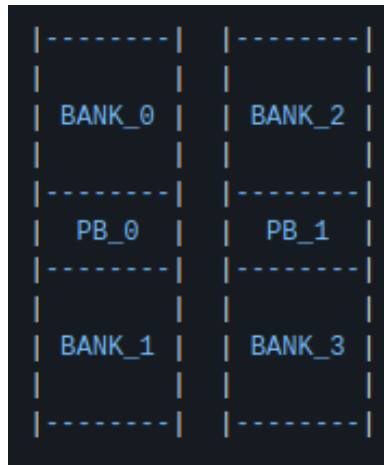 |--------|  |--------|
|        |  |        |
| BANK_0 |  | BANK_2 |
|        |  |        |
|--------|  |--------|
|  PB_0  |  |  PB_1  |
|--------|  |--------|
|        |  |        |
| BANK_1 |  | BANK_3 |
|        |  |        |
|--------|  |--------|